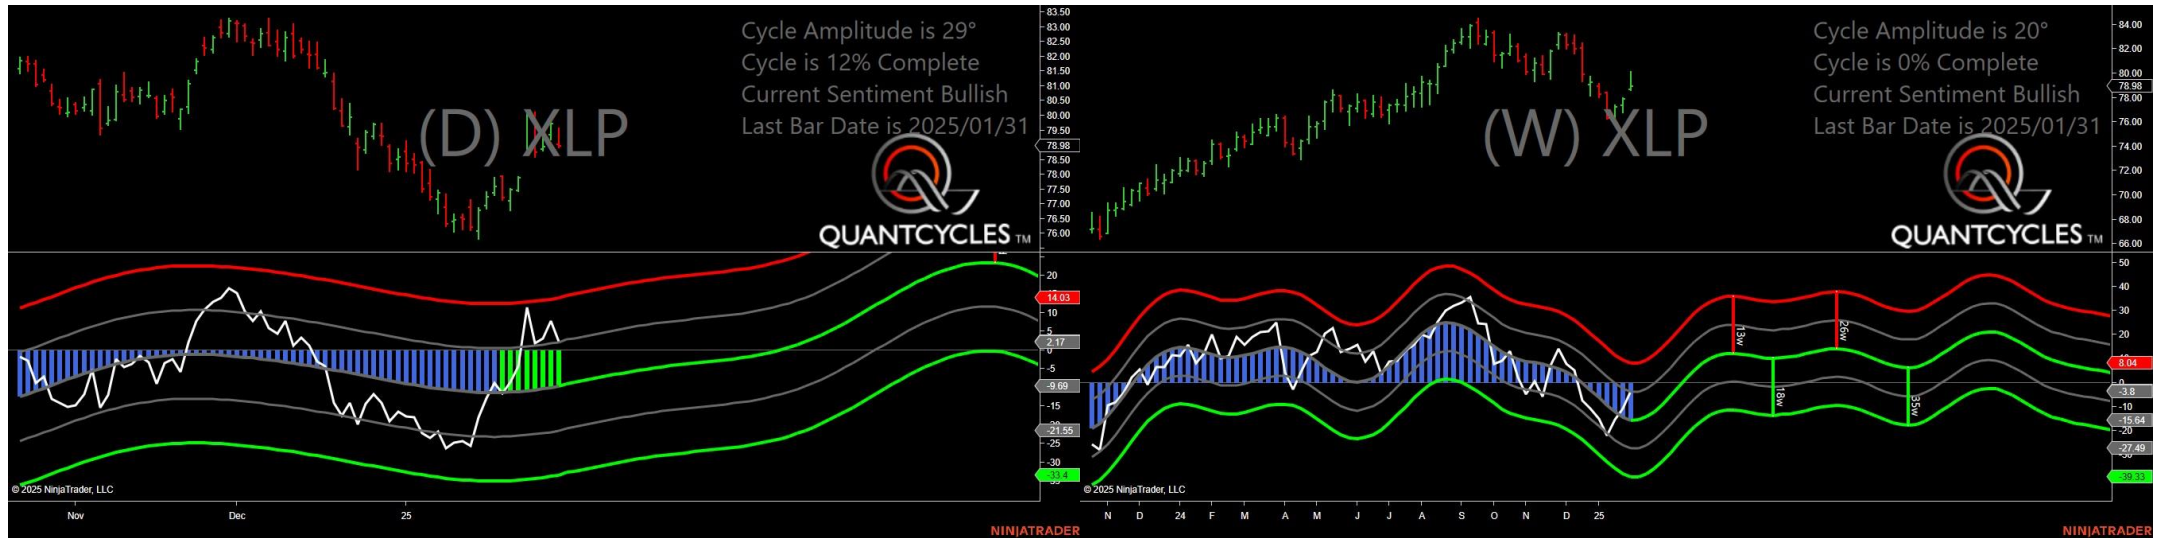 Cycle Amplitude is 29°
Cycle is 12% Complete
Current Sentiment Bullish
Last Bar Date is 2025/01/31
(D) XLP
QUANTCYCLES TM
83.50
83.00
82.50
82.00
81.50
81.00
80.50
80.00
79.50
78.98
78.50
78.00
77.50
77.00
76.50
76.00
20
14.03
10
5
2.17
0
-5
-9.69
-15
-21.55
-25
-30
-33.4
© 2025 NinjaTrader, LLC
Nov
Dec
25
NINJATRADER
Cycle Amplitude is 20°
Cycle is 0% Complete
Current Sentiment Bullish
Last Bar Date is 2025/01/31
(W) XLP
QUANTCYCLES TM
84.00
82.00
80.00
78.98
78.00
76.00
74.00
72.00
70.00
68.00
66.00
50
40
30
20
8.04
0
-3.8
-10
-15.64
-20
-27.49
-39.33
13w
26w
18w
35w
© 2025 NinjaTrader, LLC
N D 24 F M A M J J A S O N D 25
NINJATRADER